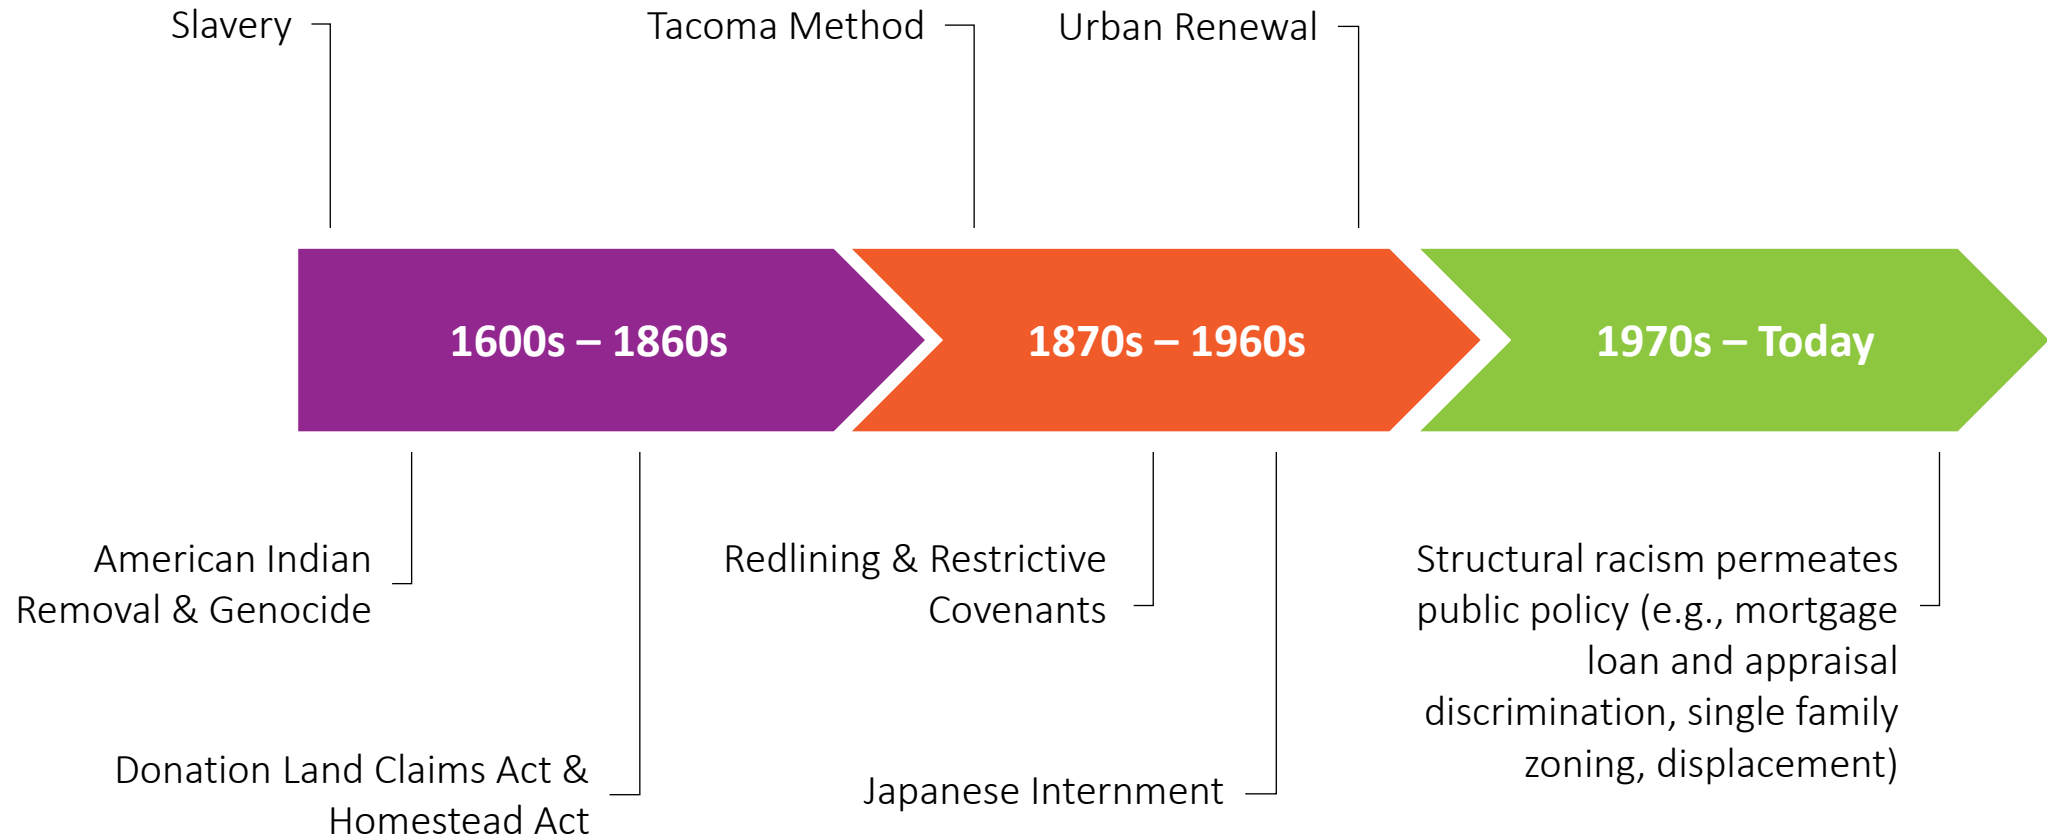 Slavery
Tacoma Method
Urban Renewal
1600s – 1860s
1870s – 1960s
1970s – Today
American Indian
Removal & Genocide
Donation Land Claims Act &
Homestead Act
Redlining & Restrictive
Covenants
Japanese Internment
Structural racism permeates
public policy (e.g., mortgage
loan and appraisal
discrimination, single family
zoning, displacement)